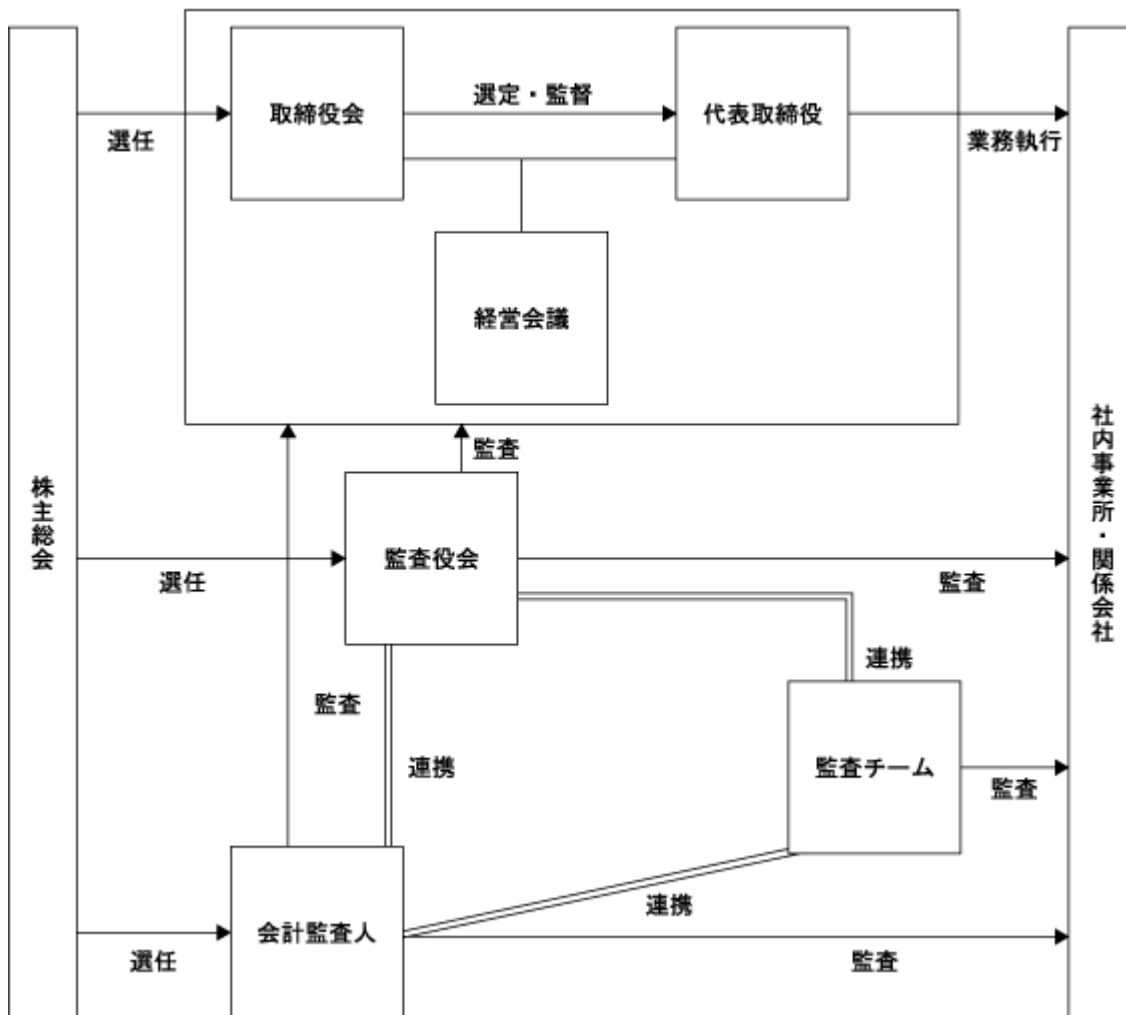 取締役会
選定・監督
代表取締役
選任
業務執行
経営会議
株主総会
社内事業所・関係会社
監査
監査役会
選任
監査
連携
監査
連携
監査チーム
監査
会計監査人
連携
選任
監査